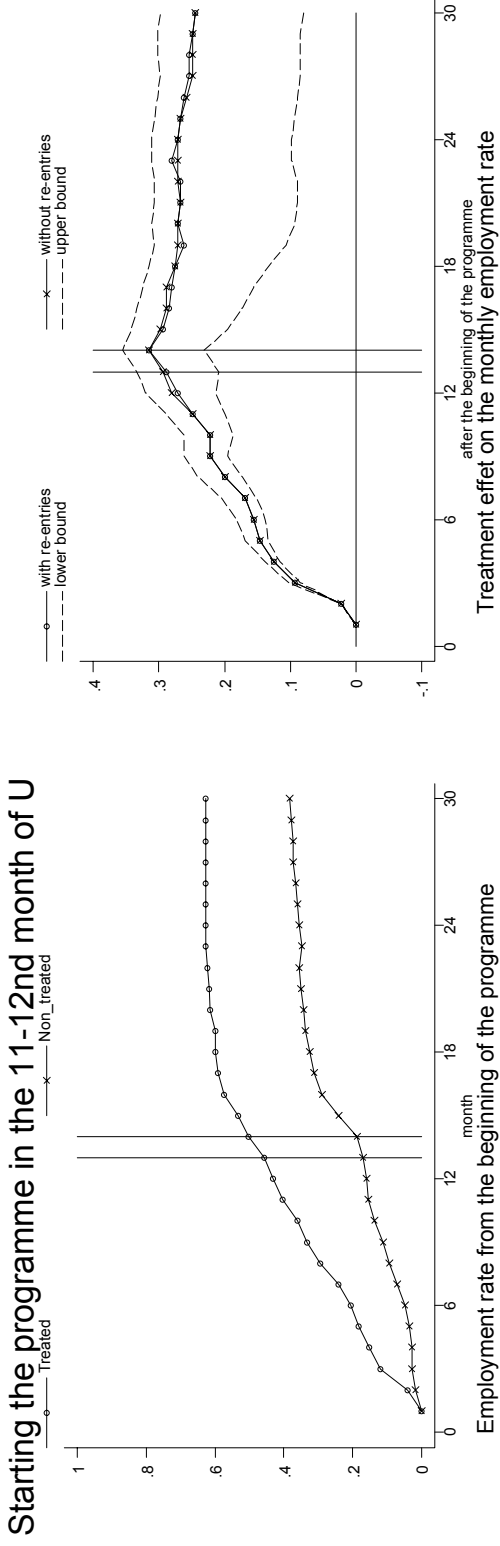 Starting the programme in the 11-12nd month of U
Treated Non_treated
1
.8
.6
.4
.2
0
0 6 12 18 24 30
month
Employment rate from the beginning of the programme
with re-entries without re-entries
lower bound upper bound
.4
.3
.2
.1
0
-.1
0 6 12 18 24 30
after the beginning of the programme
Treatment effet on the monthly employment rate